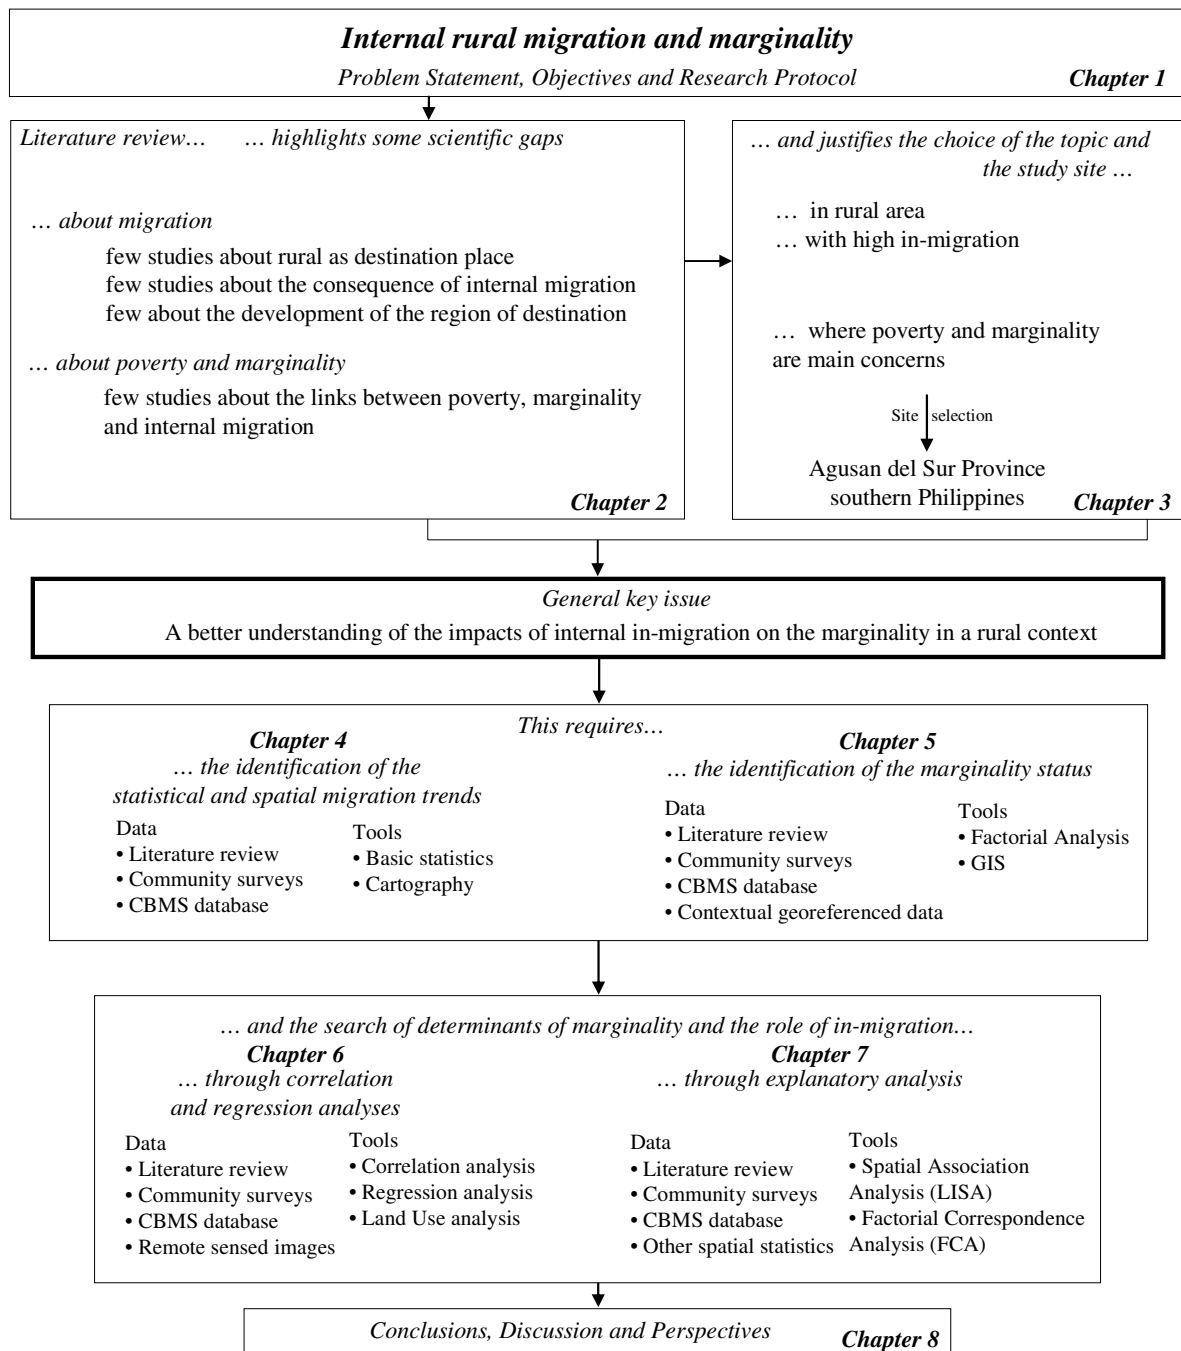 Internal rural migration and marginality
Problem Statement, Objectives and Research Protocol
Chapter 1
Literature review… … highlights some scientific gaps
… about migration
few studies about rural as destination place
few studies about the consequence of internal migration
few about the development of the region of destination
… about poverty and marginality
few studies about the links between poverty, marginality
and internal migration
Chapter 2
… and justifies the choice of the topic and
the study site …
… in rural area
… with high in-migration
… where poverty and marginality
are main concerns
Site selection
Agusan del Sur Province
southern Philippines
Chapter 3
General key issue
A better understanding of the impacts of internal in-migration on the marginality in a rural context
This requires…
Chapter 4
… the identification of the
statistical and spatial migration trends
Data
• Literature review
• Community surveys
• CBMS database
Tools
• Basic statistics
• Cartography
Chapter 5
… the identification of the marginality status
Data
• Literature review
• Community surveys
• CBMS database
• Contextual georeferenced data
Tools
• Factorial Analysis
• GIS
… and the search of determinants of marginality and the role of in-migration…
Chapter 6
… through correlation
and regression analyses
Data
• Literature review
• Community surveys
• CBMS database
• Remote sensed images
Tools
• Correlation analysis
• Regression analysis
• Land Use analysis
Chapter 7
… through explanatory analysis
Data
• Literature review
• Community surveys
• CBMS database
• Other spatial statistics
Tools
• Spatial Association
Analysis (LISA)
• Factorial Correspondence
Analysis (FCA)
Conclusions, Discussion and Perspectives
Chapter 8